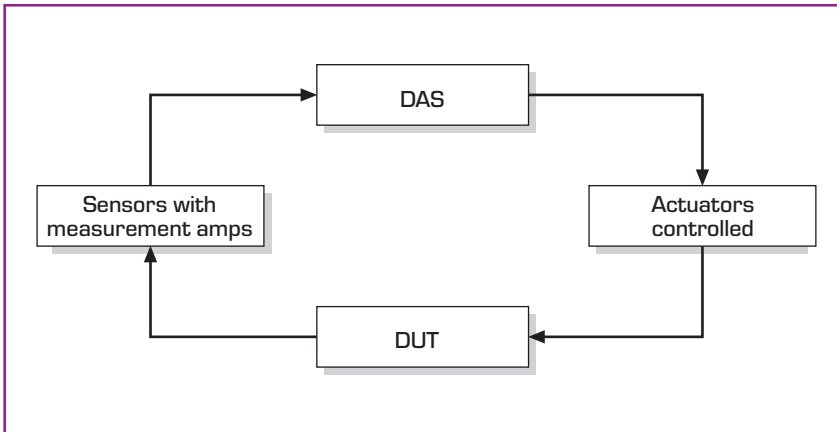 DAS
Sensors with
measurement amps
Actuators
controlled
DUT